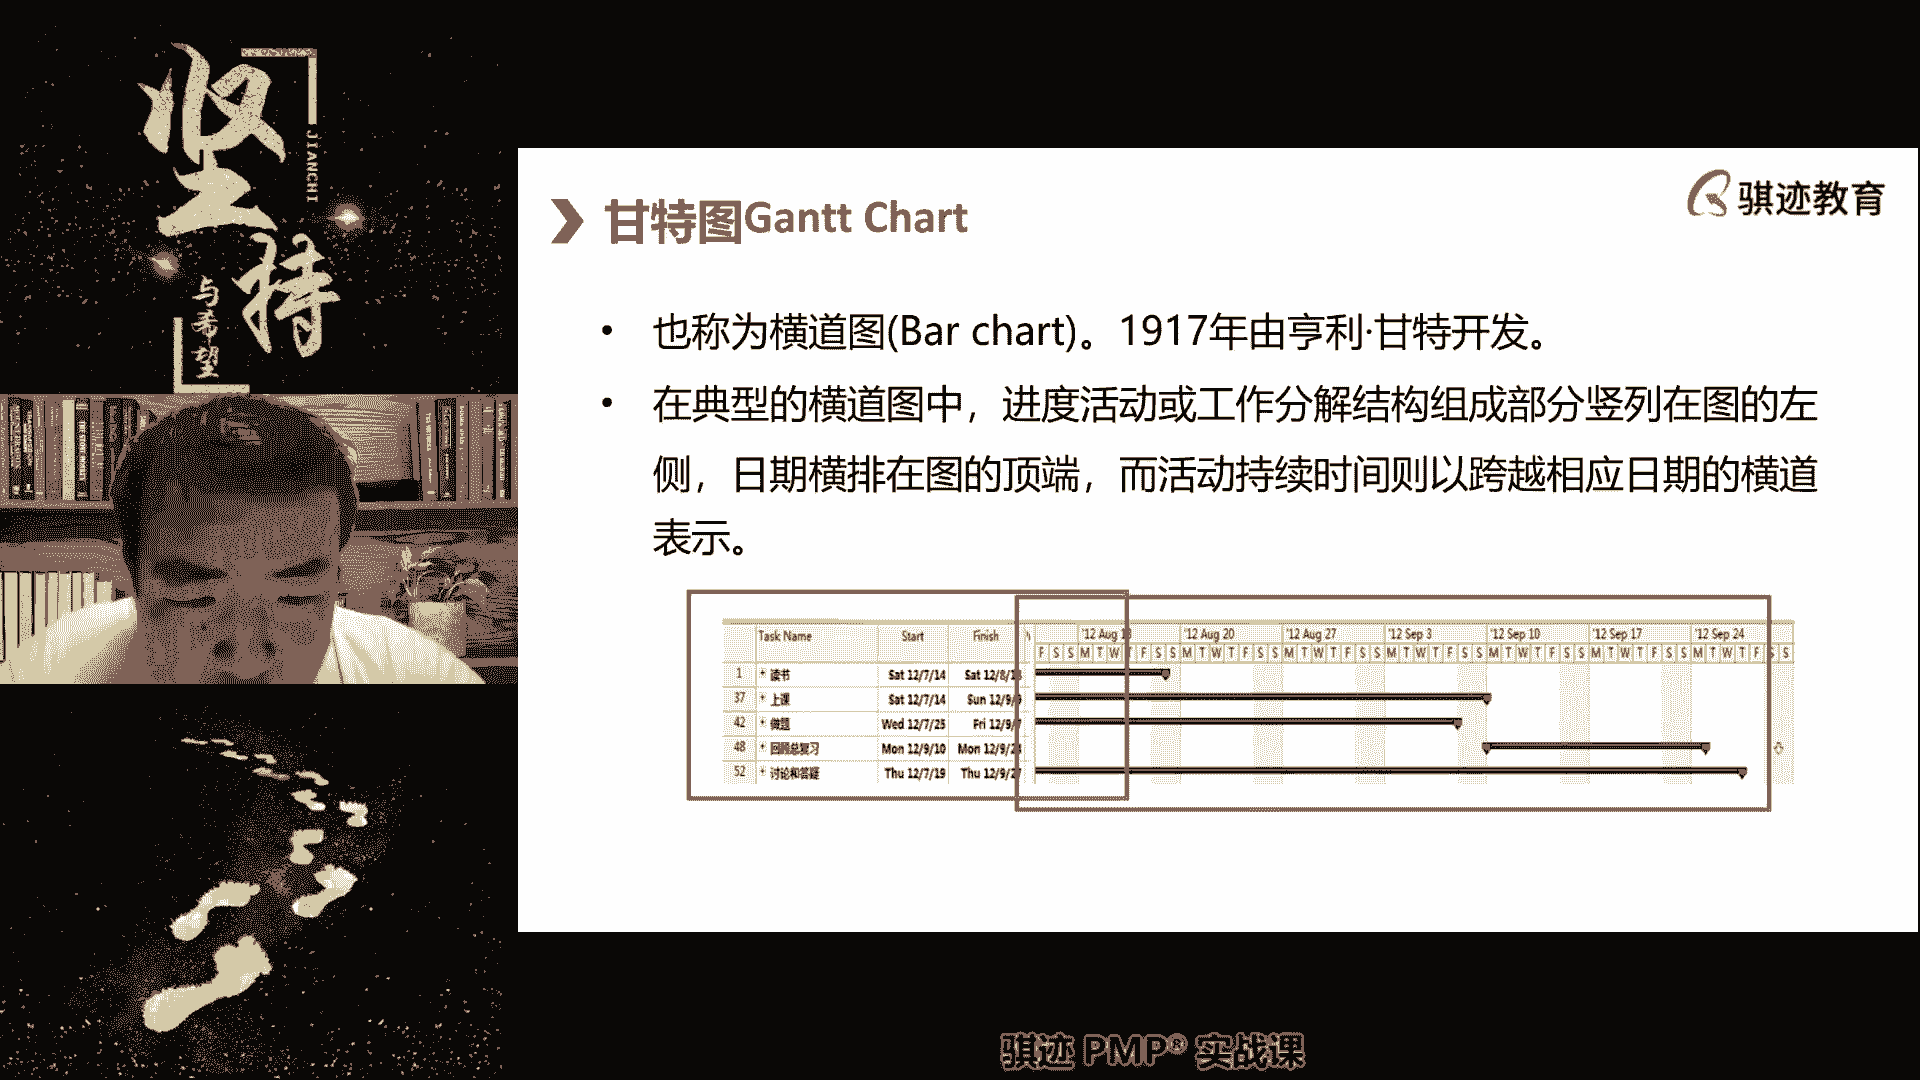 坚持
JIANCHI
与希望
骐迹教育
甘特图Gantt Chart
• 也称为横道图(Bar chart)。1917年由亨利·甘特开发。
• 在典型的横道图中，进度活动或工作分解结构组成部分竖列在图的左
侧，日期横排在图的顶端，而活动持续时间则以跨越相应日期的横道
表示。
Task Name Start Finish '12 Aug 13 '12 Aug 20 '12 Aug 27 '12 Sep 3 '12 Sep 10 '12 Sep 17 '12 Sep 24
F S S M T W T F S S M T W T F S S M T W T F S S M T W T F S S M T W T F S S M T W T F S S M T W T F S S
1 读书 Sat 12/7/14 Sat 12/8/18
37 上课 Sat 12/7/14 Sun 12/9/9
42 做题 Wed 12/7/25 Fri 12/9/7
48 回顾总复习 Mon 12/9/10 Mon 12/9/24
52 讨论和答疑 Thu 12/7/19 Thu 12/9/27
骐迹 PMP® 实战课